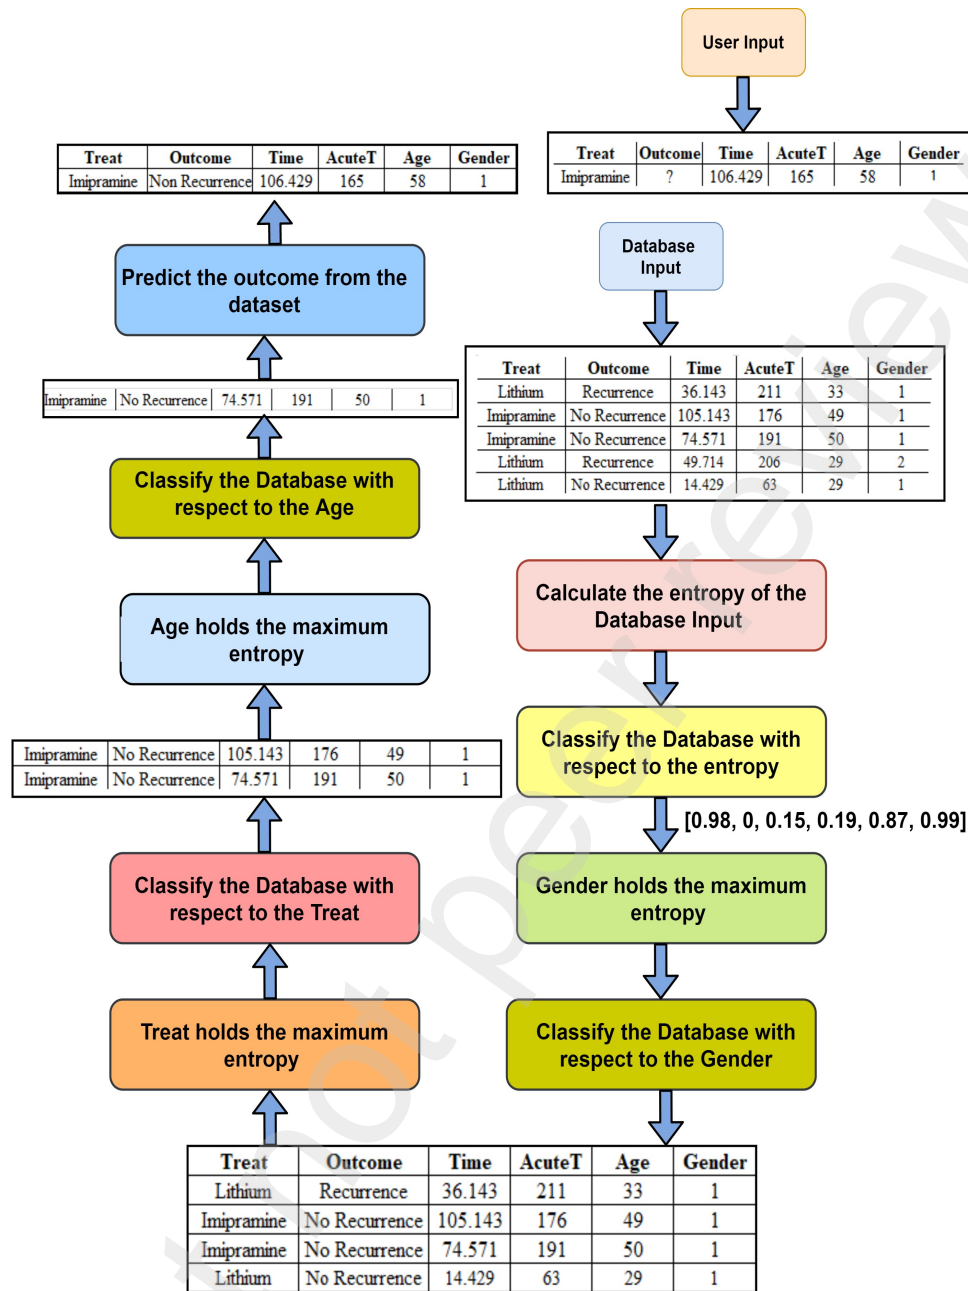 User Input
Treat Outcome Time AcuteT Age Gender
Imipramine ? 106.429 165 58 1
Database
Input
Treat Outcome Time AcuteT Age Gender
Lithium Recurrence 36.143 211 33 1
Imipramine No Recurrence 105.143 176 49 1
Imipramine No Recurrence 74.571 191 50 1
Lithium Recurrence 49.714 206 29 2
Lithium No Recurrence 14.429 63 29 1
Calculate the entropy of the
Database Input
Classify the Database with
respect to the entropy
[0.98, 0, 0.15, 0.19, 0.87, 0.99]
Gender holds the maximum
entropy
Classify the Database with
respect to the Gender
Treat Outcome Time AcuteT Age Gender
Lithium Recurrence 36.143 211 33 1
Imipramine No Recurrence 105.143 176 49 1
Imipramine No Recurrence 74.571 191 50 1
Lithium No Recurrence 14.429 63 29 1
Treat holds the maximum
entropy
Classify the Database with
respect to the Treat
Imipramine No Recurrence 105.143 176 49 1
Imipramine No Recurrence 74.571 191 50 1
Age holds the maximum
entropy
Classify the Database with
respect to the Age
Imipramine No Recurrence 74.571 191 50 1
Predict the outcome from the
dataset
Treat Outcome Time AcuteT Age Gender
Imipramine Non Recurrence 106.429 165 58 1
not peer review